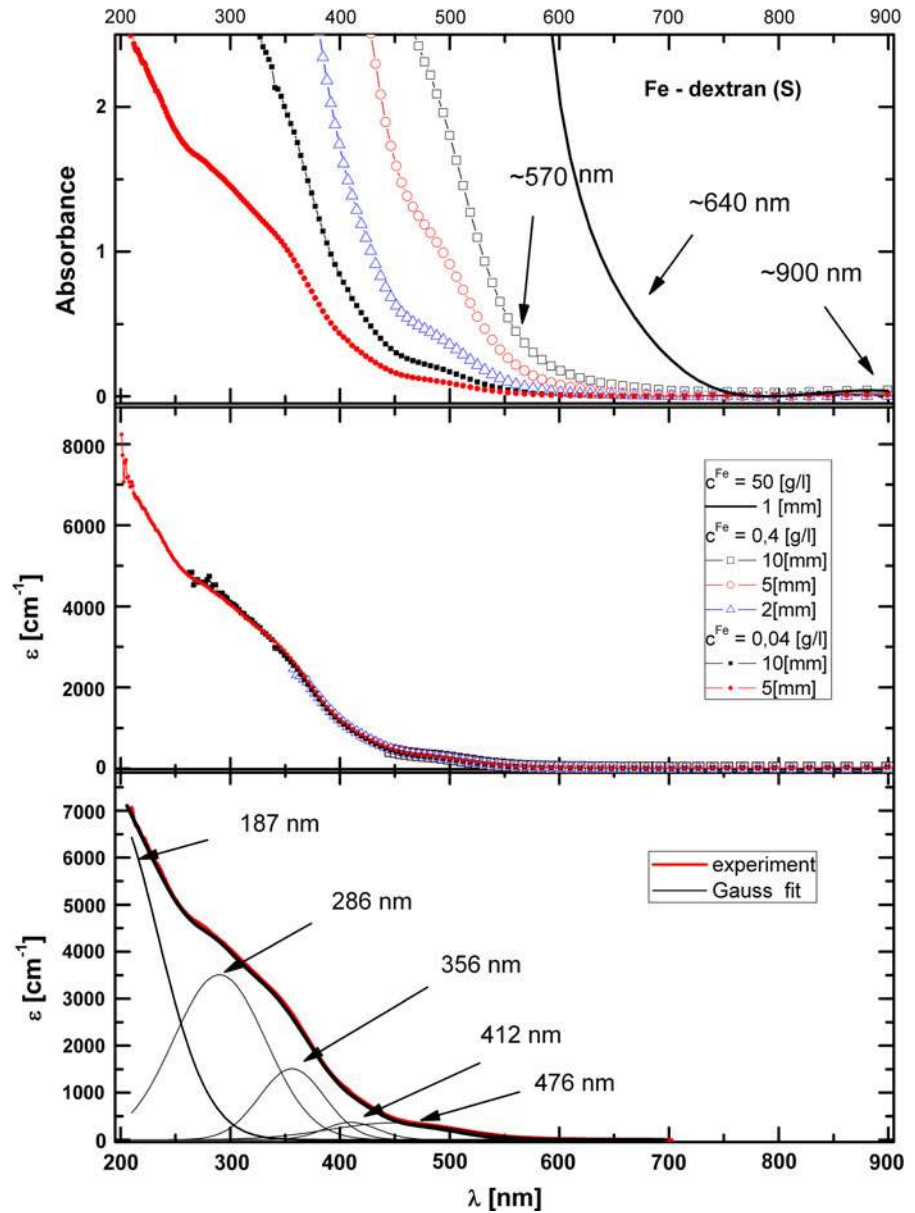 200 300 400 500 600 700 800 900
Fe - dextran (S)
2
1
0
Absorbance
~570 nm
~640 nm
~900 nm
8000
6000
4000
2000
0
ε [cm⁻¹]
c^Fe = 50 [g/l]
1 [mm]
c^Fe = 0,4 [g/l]
10[mm]
5[mm]
2[mm]
c^Fe = 0,04 [g/l]
10[mm]
5[mm]
7000
6000
5000
4000
3000
2000
1000
0
ε [cm⁻¹]
187 nm
286 nm
356 nm
412 nm
476 nm
experiment
Gauss fit
200 300 400 500 600 700 800 900
λ [nm]